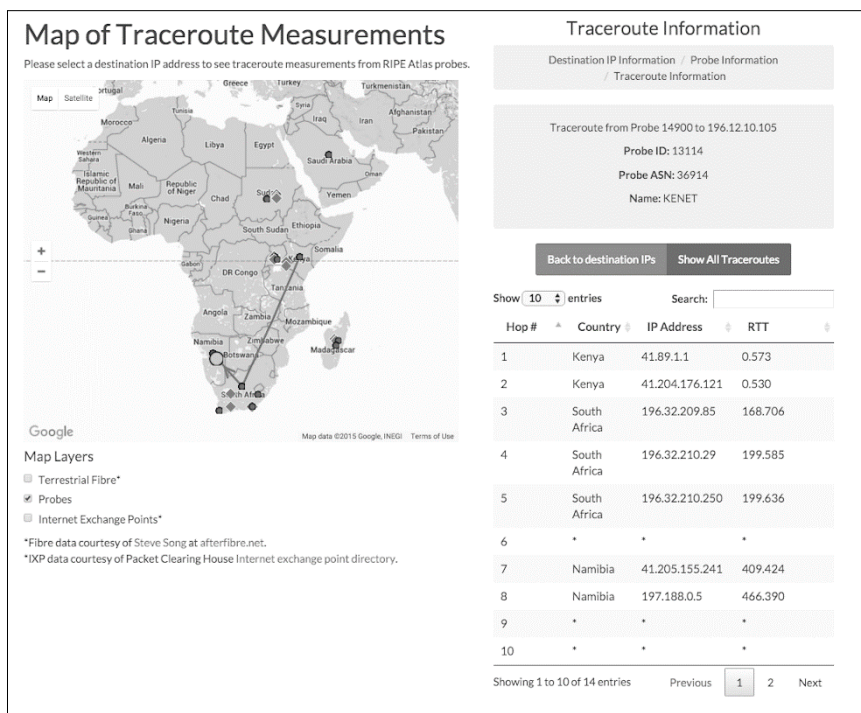 Map of Traceroute Measurements
Please select a destination IP address to see traceroute measurements from RIPE Atlas probes.
Map Satellite
ortugal
Greece
Turkey
Turkmenistan
Tunisia
Syria
Iraq
Iran
Afghanistan
Pakistan
Morocco
Algeria
Libya
Egypt
Western Sahara
Saudi Arabia
Oman
Islamic Republic of Mauritania
Mali
Republic of Niger
Chad
Yemen
Burkina Faso
Guinea
Ghana
Nigeria
South Sudan
Ethiopia
Somalia
Gabon
DR Congo
Tanzania
Angola
Zambia
Mozambique
Namibia
Zimbabwe
Botswana
Madagascar
+
−
Google
Map data ©2015 Google, INEGI Terms of Use
Map Layers
Terrestrial Fibre*
Probes
Internet Exchange Points*
*Fibre data courtesy of Steve Song at afterfibre.net.
*IXP data courtesy of Packet Clearing House Internet exchange point directory.
Traceroute Information
Destination IP Information / Probe Information
/ Traceroute Information
Traceroute from Probe 14900 to 196.12.10.105
Probe ID: 13114
Probe ASN: 36914
Name: KENET
Back to destination IPs Show All Traceroutes
Show 10 entries Search:
Hop # Country IP Address RTT
1 Kenya 41.89.1.1 0.573
2 Kenya 41.204.176.121 0.530
3 South Africa 196.32.209.85 168.706
4 South Africa 196.32.210.29 199.585
5 South Africa 196.32.210.250 199.636
6 * * *
7 Namibia 41.205.155.241 409.424
8 Namibia 197.188.0.5 466.390
9 * * *
10 * * *
Showing 1 to 10 of 14 entries Previous 1 2 Next